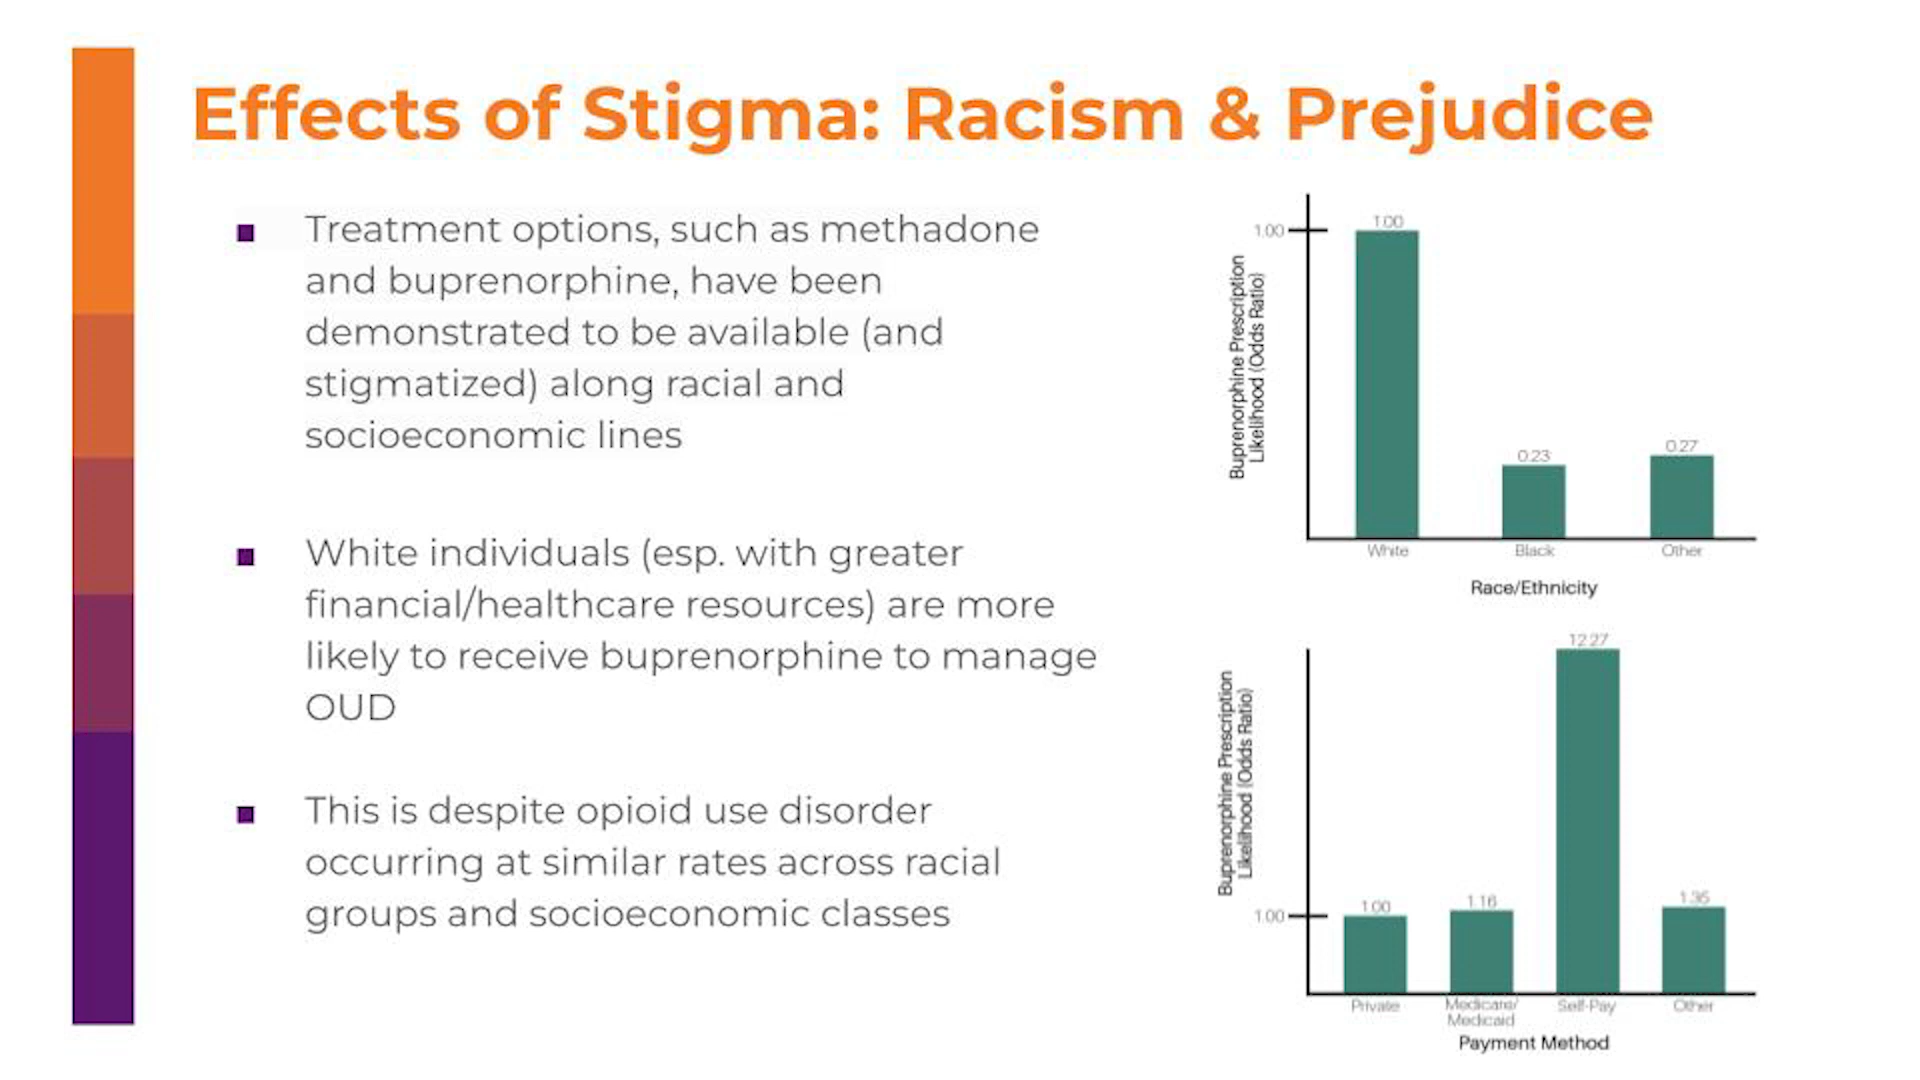 Effects of Stigma: Racism & Prejudice
Treatment options, such as methadone
and buprenorphine, have been
demonstrated to be available (and
stigmatized) along racial and
socioeconomic lines
White individuals (esp. with greater
financial/healthcare resources) are more
likely to receive buprenorphine to manage
OUD
This is despite opioid use disorder
occurring at similar rates across racial
groups and socioeconomic classes
Buprenorphine Prescription
Likelihood (Odds Ratio)
1.00
1.00
0.23
0.27
White
Black
Other
Race/Ethnicity
Buprenorphine Prescription
Likelihood (Odds Ratio)
1.00
1.00
1.16
12.27
1.35
Private
Medicare/
Medicaid
Self-Pay
Other
Payment Method